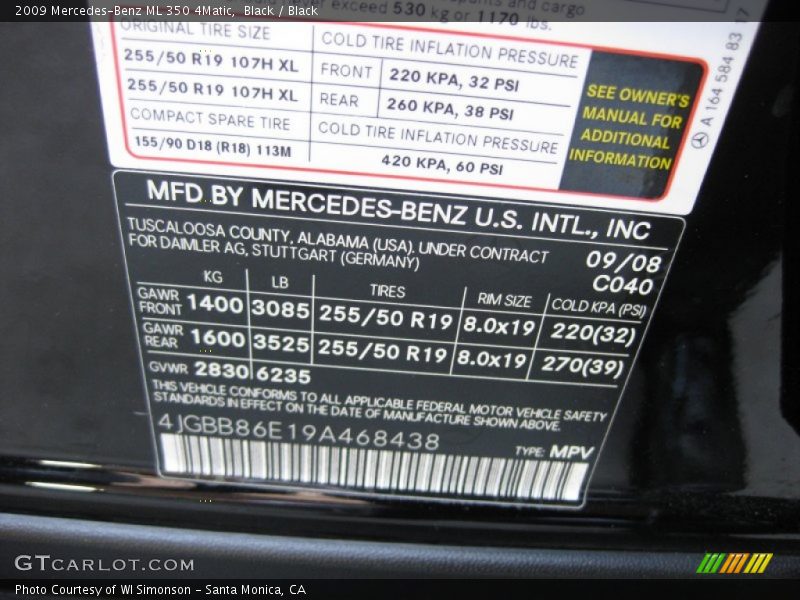 2009 Mercedes-Benz ML 350 4Matic, Black / Black
exceed 530 kg or 1170 lbs.
and cargo
ORIGINAL TIRE SIZE
COLD TIRE INFLATION PRESSURE
255/50 R19 107H XL
FRONT 220 KPA, 32 PSI
255/50 R19 107H XL
REAR 260 KPA, 38 PSI
COMPACT SPARE TIRE
COLD TIRE INFLATION PRESSURE
155/90 D18 (R18) 113M
420 KPA, 60 PSI
SEE OWNER'S
MANUAL FOR
ADDITIONAL
INFORMATION
A 164 584 83 17
MFD BY MERCEDES-BENZ U.S. INTL., INC
TUSCALOOSA COUNTY, ALABAMA (USA). UNDER CONTRACT
FOR DAIMLER AG, STUTTGART (GERMANY)
09/08
C040
KG LB TIRES RIM SIZE COLD KPA (PSI)
GAWR
FRONT 1400 3085 255/50 R19 8.0x19 220(32)
GAWR
REAR 1600 3525 255/50 R19 8.0x19 270(39)
GVWR 2830 6235
THIS VEHICLE CONFORMS TO ALL APPLICABLE FEDERAL MOTOR VEHICLE SAFETY
STANDARDS IN EFFECT ON THE DATE OF MANUFACTURE SHOWN ABOVE.
4JGBB86E19A468438
TYPE: MPV
GTCARLOT.COM
Photo Courtesy of WI Simonson - Santa Monica, CA